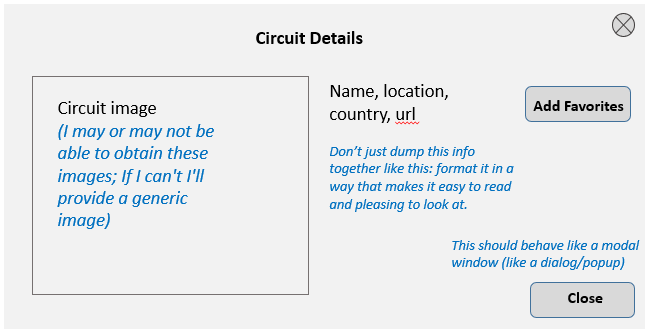 Circuit Details
Circuit image
(I may or may not be
able to obtain these
images; If I can't I'll
provide a generic
image)
Name, location,
country, url
Add Favorites
Don't just dump this info
together like this: format it in a
way that makes it easy to read
and pleasing to look at.
This should behave like a modal
window (like a dialog/popup)
Close